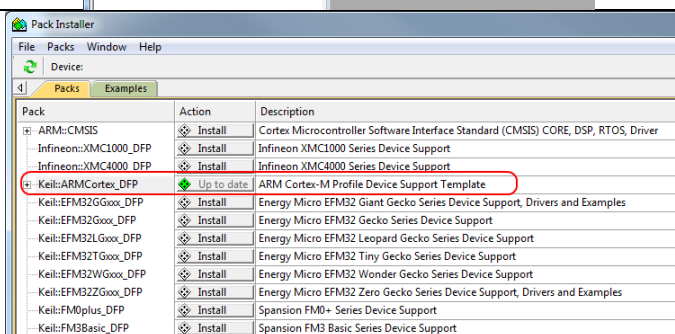 Pack Installer
File Packs Window Help
Device:
Packs Examples
Pack Action Description
ARM::CMSIS Install Cortex Microcontroller Software Interface Standard (CMSIS) CORE, DSP, RTOS, Driver
Infineon::XMC1000_DFP Install Infineon XMC1000 Series Device Support
Infineon::XMC4000_DFP Install Infineon XMC4000 Series Device Support
Keil::ARMCortex_DFP Up to date ARM Cortex-M Profile Device Support Template
Keil::EFM32GGxxx_DFP Install Energy Micro EFM32 Giant Gecko Series Device Support, Drivers and Examples
Keil::EFM32Gxxx_DFP Install Energy Micro EFM32 Gecko Series Device Support
Keil::EFM32LGxxx_DFP Install Energy Micro EFM32 Leopard Gecko Series Device Support
Keil::EFM32TGxxx_DFP Install Energy Micro EFM32 Tiny Gecko Series Device Support
Keil::EFM32WGxxx_DFP Install Energy Micro EFM32 Wonder Gecko Series Device Support
Keil::EFM32ZGxxx_DFP Install Energy Micro EFM32 Zero Gecko Series Device Support, Drivers and Examples
Keil::FM0plus_DFP Install Spansion FM0+ Series Device Support
Keil::FM3Basic_DFP Install Spansion FM3 Basic Series Device Support